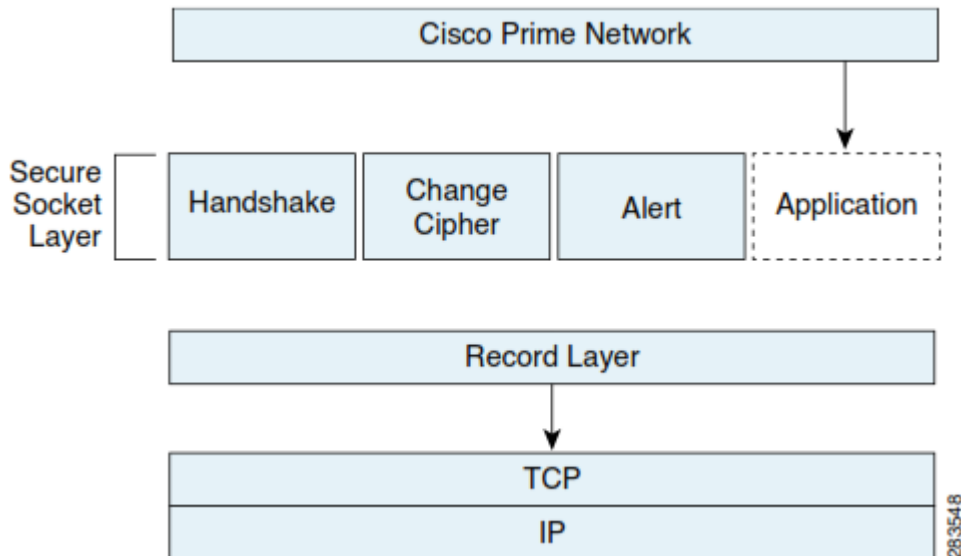 Cisco Prime Network
Secure
Socket
Layer
Handshake
Change
Cipher
Alert
Application
Record Layer
TCP
IP
283548